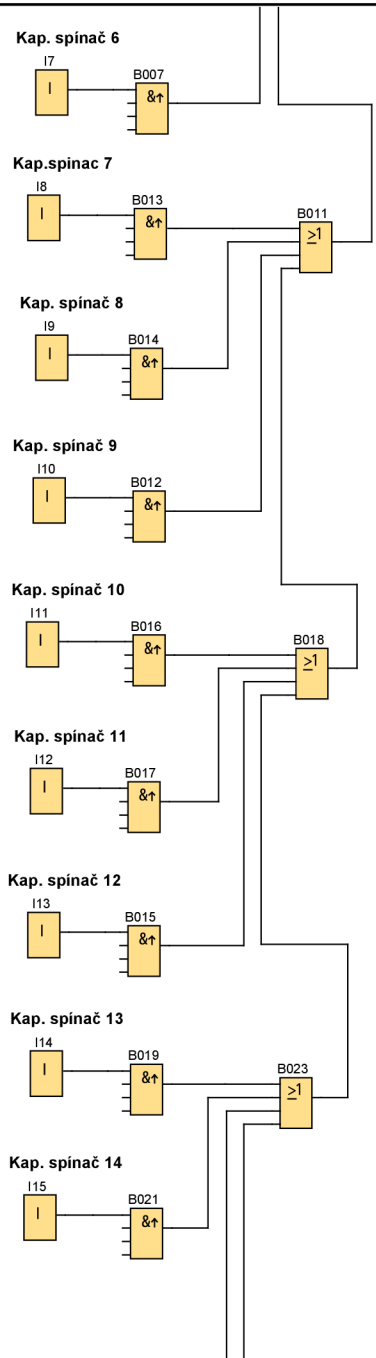 Kap. spínač 6
I7
I
B007
&↑
Kap.spinac 7
I8
I
B013
&↑
B011
≥1
Kap. spínač 8
I9
I
B014
&↑
Kap. spínač 9
I10
I
B012
&↑
Kap. spínač 10
I11
I
B016
&↑
B018
≥1
Kap. spínač 11
I12
I
B017
&↑
Kap. spínač 12
I13
I
B015
&↑
Kap. spínač 13
I14
I
B019
&↑
B023
≥1
Kap. spínač 14
I15
I
B021
&↑